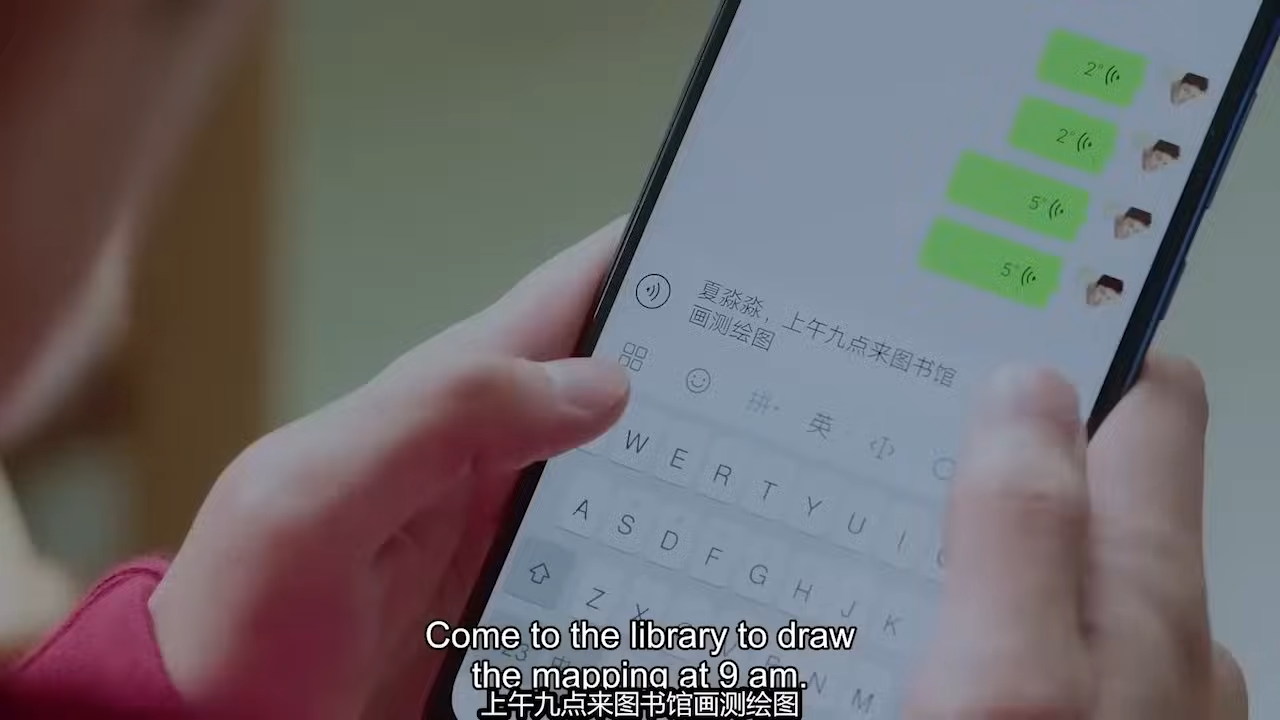 2"
2"
5"
5"
夏淼淼，上午九点来图书馆
画测绘图
拼 英
W E R T Y U I
A S D F G H J K
Z X
N M
Come to the library to draw
the mapping at 9 am.
上午九点来图书馆画测绘图